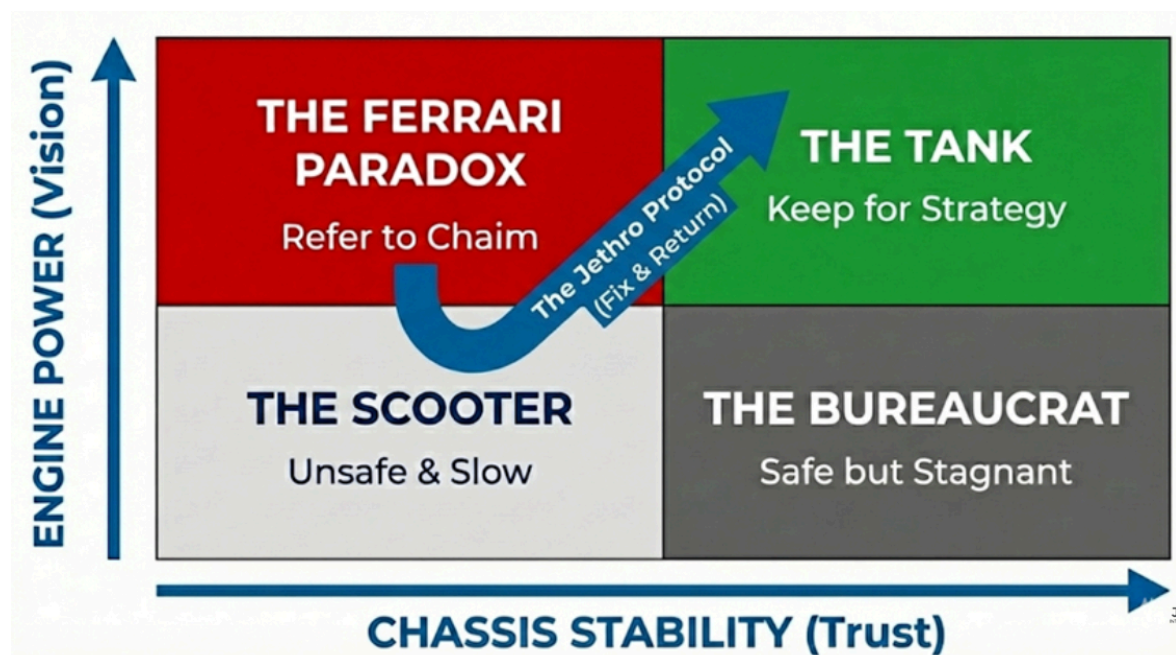 ENGINE POWER (Vision)
THE FERRARI
PARADOX
Refer to Chaim
THE TANK
Keep for Strategy
The Jethro Protocol
(Fix & Return)
THE SCOOTER
Unsafe & Slow
THE BUREAUCRAT
Safe but Stagnant
CHASSIS STABILITY (Trust)